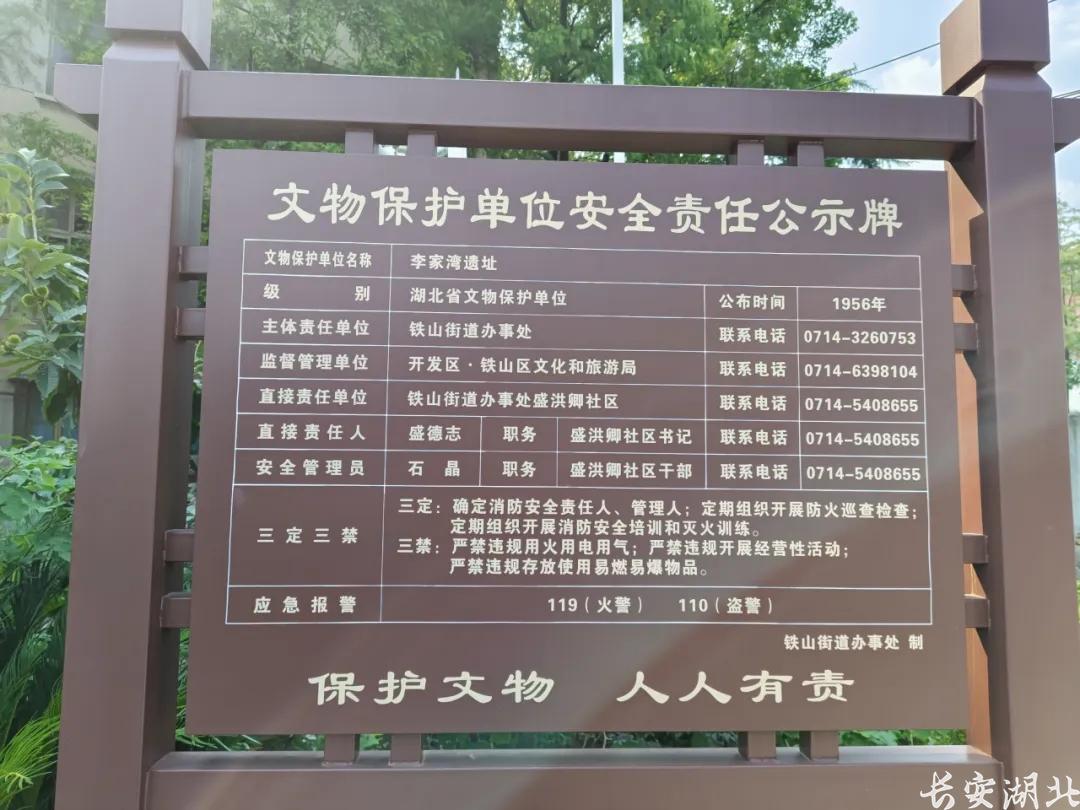 文物保护单位安全责任公示牌
文物保护单位名称 李家湾遗址
级别 湖北省文物保护单位 公布时间 1956年
主体责任单位 铁山街道办事处 联系电话 0714-3260753
监督管理单位 开发区·铁山区文化和旅游局 联系电话 0714-6398104
直接责任单位 铁山街道办事处盛洪卿社区 联系电话 0714-5408655
直接责任人 盛德志 职务 盛洪卿社区书记 联系电话 0714-5408655
安全管理员 石晶 职务 盛洪卿社区干部 联系电话 0714-5408655
三定三禁
三定：确定消防安全责任人、管理人；定期组织开展防火巡查检查；
定期组织开展消防安全培训和灭火训练。
三禁：严禁违规用火用电用气；严禁违规开展经营性活动；
严禁违规存放使用易燃易爆物品。
应急报警 119（火警） 110（盗警）
铁山街道办事处 制
保护文物 人人有责
长安湖北